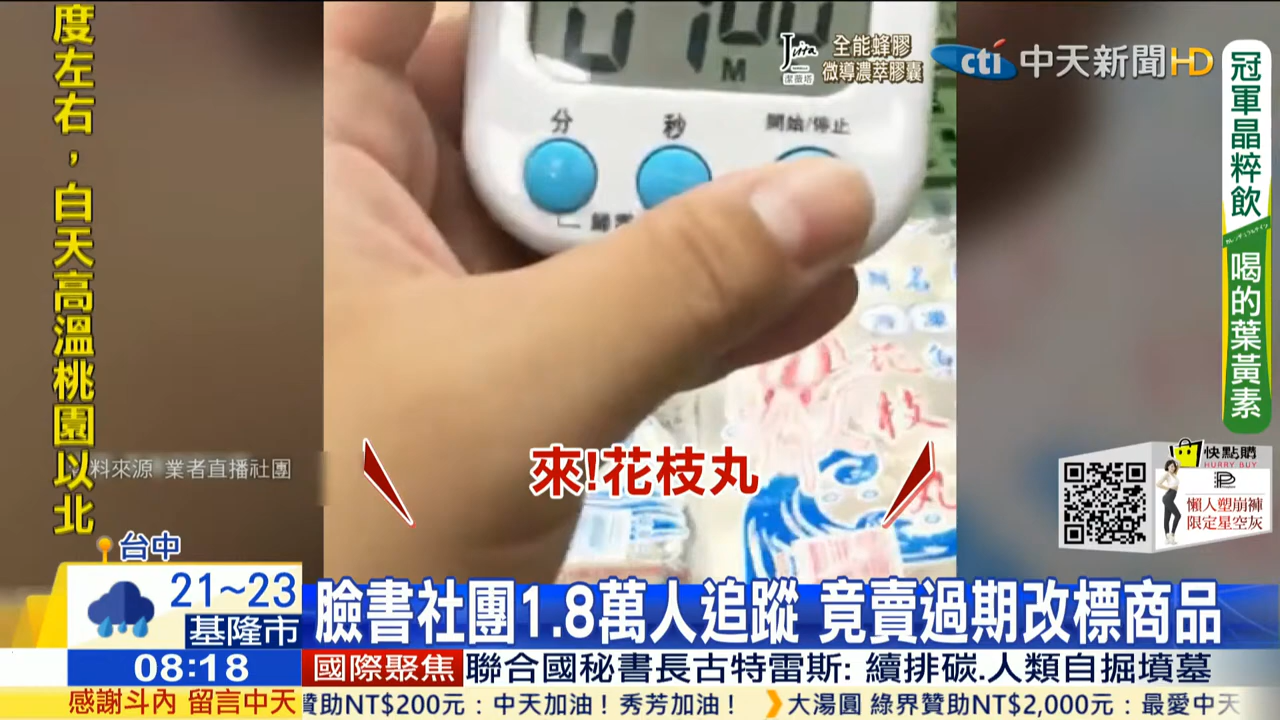 度左右，白天高溫桃園以北
全能蜂膠
微導濃萃膠囊
潔薇塔
cti 中天新聞HD
冠軍晶粹飲
喝的葉黃素
分
秒
開始/停止
M
花枝
丸
來!花枝丸
料來源 業者直播社團
快點購
HURRY BUY
懶人塑崩褲
限定星空灰
台中
21~23
基隆市
臉書社團1.8萬人追蹤 竟賣過期改標商品
08:18
國際聚焦 聯合國秘書長古特雷斯: 續排碳.人類自掘墳墓
感謝斗內 留言中天
贊助NT$200元：中天加油！秀芳加油！ 大湯圓 綠界贊助NT$2,000元：最愛中天